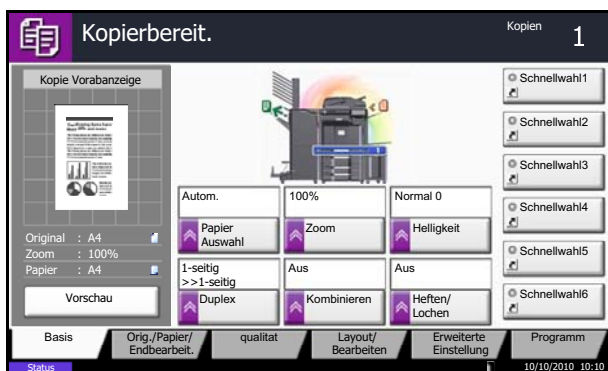 Kopierbereit.
Kopien
1
Kopie Vorabanzeige
Original : A4
Zoom : 100%
Papier : A4
Vorschau
Autom.
Papier
Auswahl
100%
Zoom
Normal 0
Helligkeit
1-seitig
>>1-seitig
Duplex
Aus
Kombinieren
Aus
Heften/
Lochen
Schnellwahl1
Schnellwahl2
Schnellwahl3
Schnellwahl4
Schnellwahl5
Schnellwahl6
Basis
Orig./Papier/
Endbearbeit.
qualitat
Layout/
Bearbeiten
Erweiterte
Einstellung
Programm
Status
10/10/2010 10:10